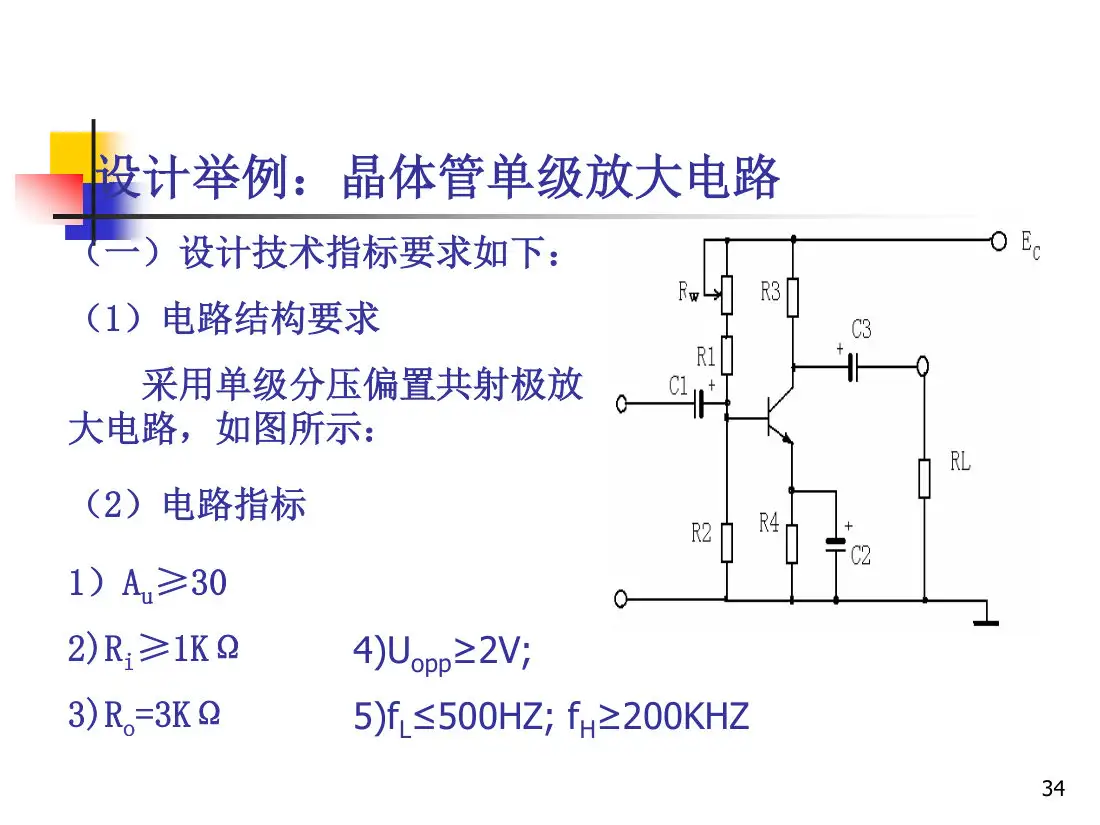 设计举例：晶体管单级放大电路
（一）设计技术指标要求如下：
（1）电路结构要求
采用单级分压偏置共射极放
大电路，如图所示：
（2）电路指标
1）Au≥30
2)Ri≥1KΩ
3)Ro=3KΩ
4)Uopp≥2V;
5)fL≤500HZ; fH≥200KHZ
EC
Rw
R3
R1
C3
+
C1
+
RL
R2
R4
+
C2
34